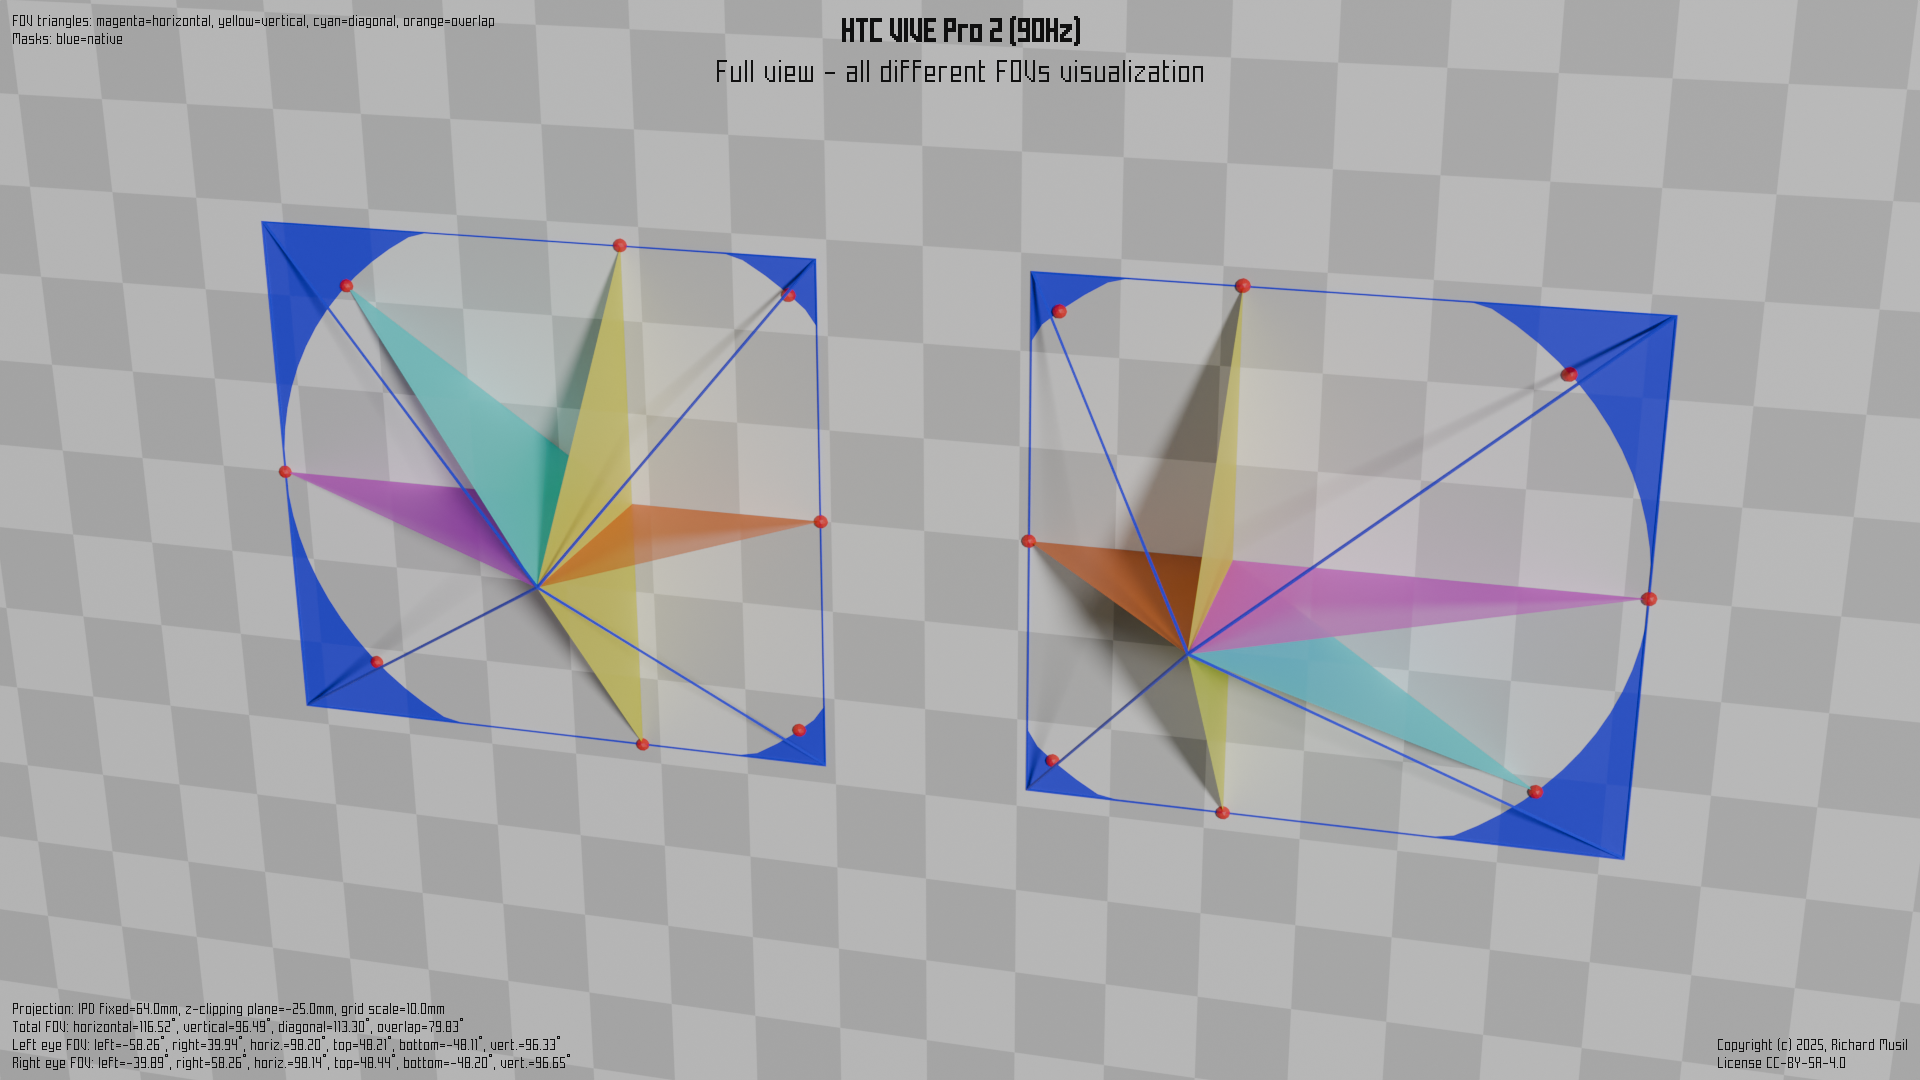 FOV triangles: magenta=horizontal, yellow=vertical, cyan=diagonal, orange=overlap
Masks: blue=native
HTC VIVE Pro 2 (90Hz)
Full view - all different FOVs visualization
Projection: IPD fixed=64.0mm, z-clipping plane=-25.0mm, grid scale=10.0mm
Total FOV: horizontal=116.52°, vertical=96.49°, diagonal=113.30°, overlap=79.83°
Left eye FOV: left=-58.26°, right=39.94°, horiz.=98.20°, top=48.21°, bottom=-48.11°, vert.=96.33°
Right eye FOV: left=-39.89°, right=58.26°, horiz.=98.14°, top=48.44°, bottom=-48.20°, vert.=96.65°
Copyright (c) 2025, Richard Musil
License CC-BY-SA-4.0